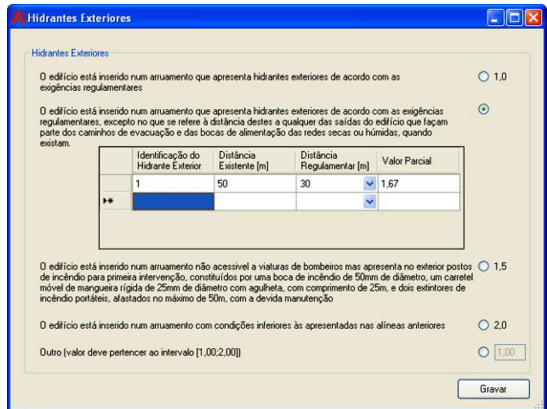 Hidrantes Exteriores
Hidrantes Exteriores
O edifício está inserido num arruamento que apresenta hidrantes exteriores de acordo com as
exigências regulamentares
1,0
O edifício está inserido num arruamento que apresenta hidrantes exteriores de acordo com as exigências
regulamentares, excepto no que se refere à distância destes a qualquer das saídas do edifício que façam
parte dos caminhos de evacuação e das bocas de alimentação das redes secas ou húmidas, quando
existam.
Identificação do Hidrante Exterior
Distância Existente [m]
Distância Regulamentar [m]
Valor Parcial
1 50 30 1,67
O edifício está inserido num arruamento não acessivel a viaturas de bombeiros mas apresenta no exterior postos
de incêndio para primeira intervenção, constituídos por uma boca de incêndio de 50mm de diâmetro, um carretel
móvel de mangueira rígida de 25mm de diâmetro com agulheta, com comprimento de 25m, e dois extintores de
incêndio portáteis, afastados no máximo de 50m, com a devida manutenção
1,5
O edifício está inserido num arruamento com condições inferiores às apresentadas nas alíneas anteriores
2,0
Outro (valor deve pertencer ao intervalo [1,00;2,00])
1,00
Gravar